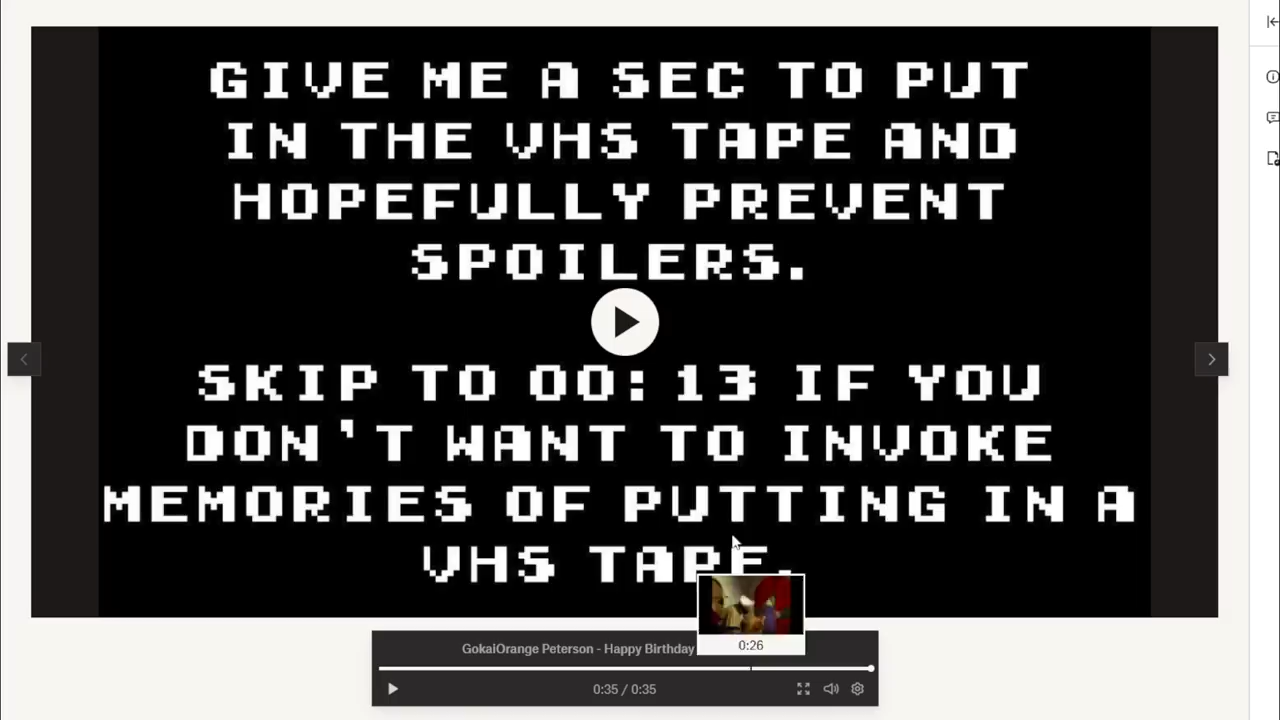 GIVE ME A SEC TO PUT
IN THE VHS TAPE AND
HOPEFULLY PREVENT
SPOILERS.
SKIP TO 00:13 IF YOU
DON'T WANT TO INVOKE
MEMORIES OF PUTTING IN A
VHS TAPE.
GokaiOrange Peterson - Happy Birthday
0:26
0:35 / 0:35